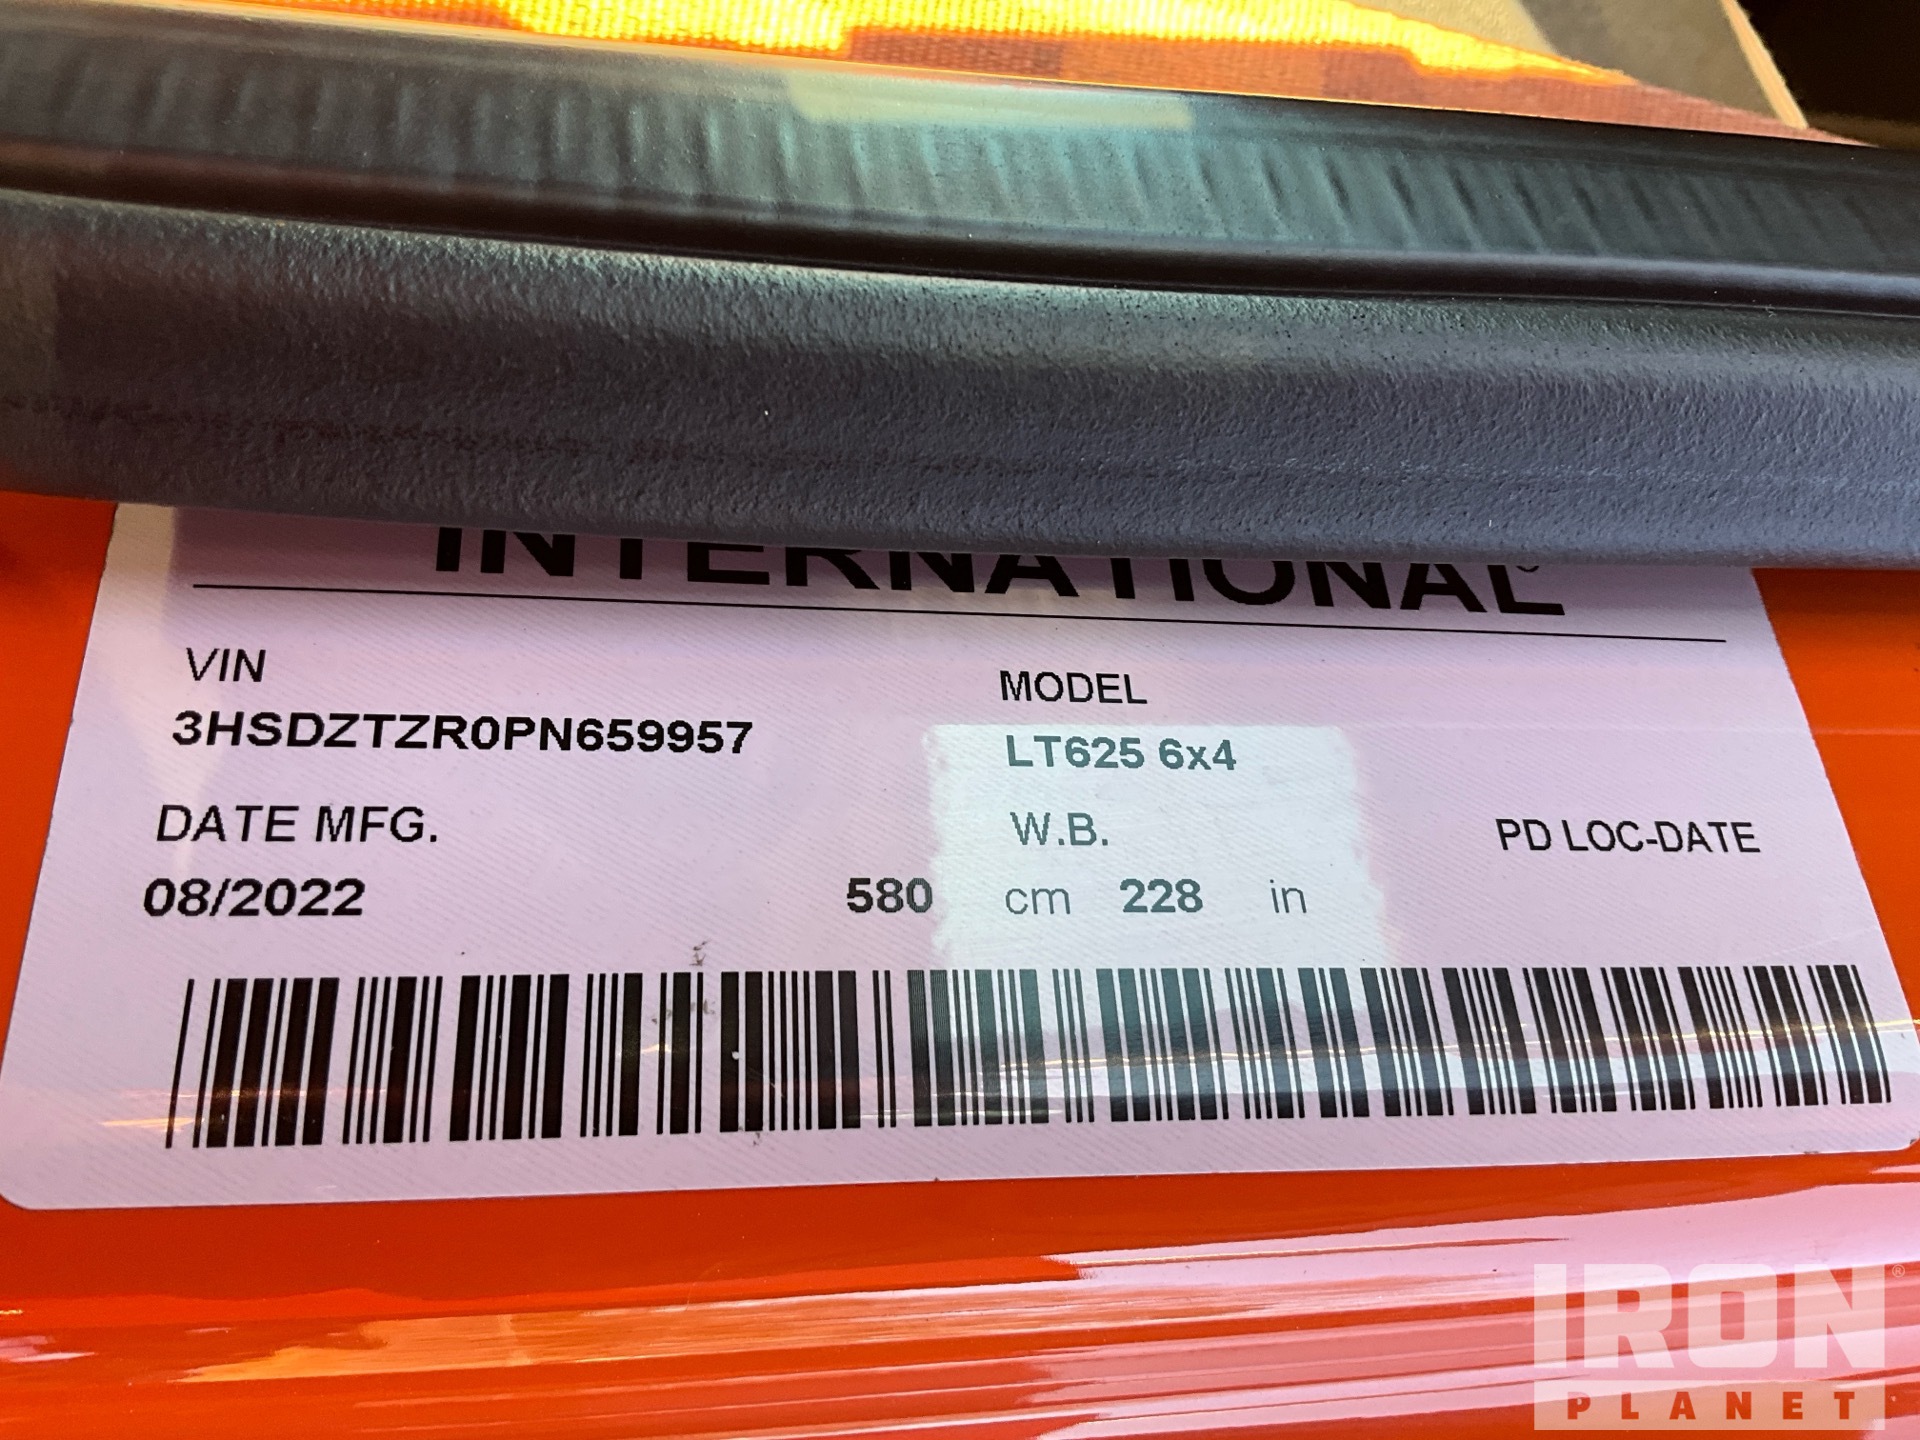 INTERNATIONAL®
VIN
3HSDZTZR0PN659957
MODEL
LT625 6x4
DATE MFG.
08/2022
W.B.
580 cm 228 in
PD LOC-DATE
IRON®
PLANET